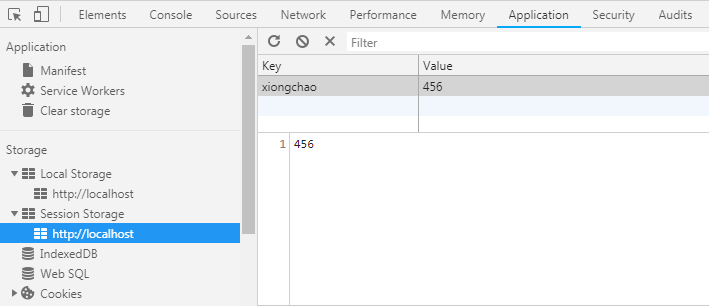 Elements Console Sources Network Performance Memory Application Security Audits
Application
Manifest
Service Workers
Clear storage
Storage
Local Storage
http://localhost
Session Storage
http://localhost
IndexedDB
Web SQL
Cookies
Filter
Key Value
xiongchao 456
1 456